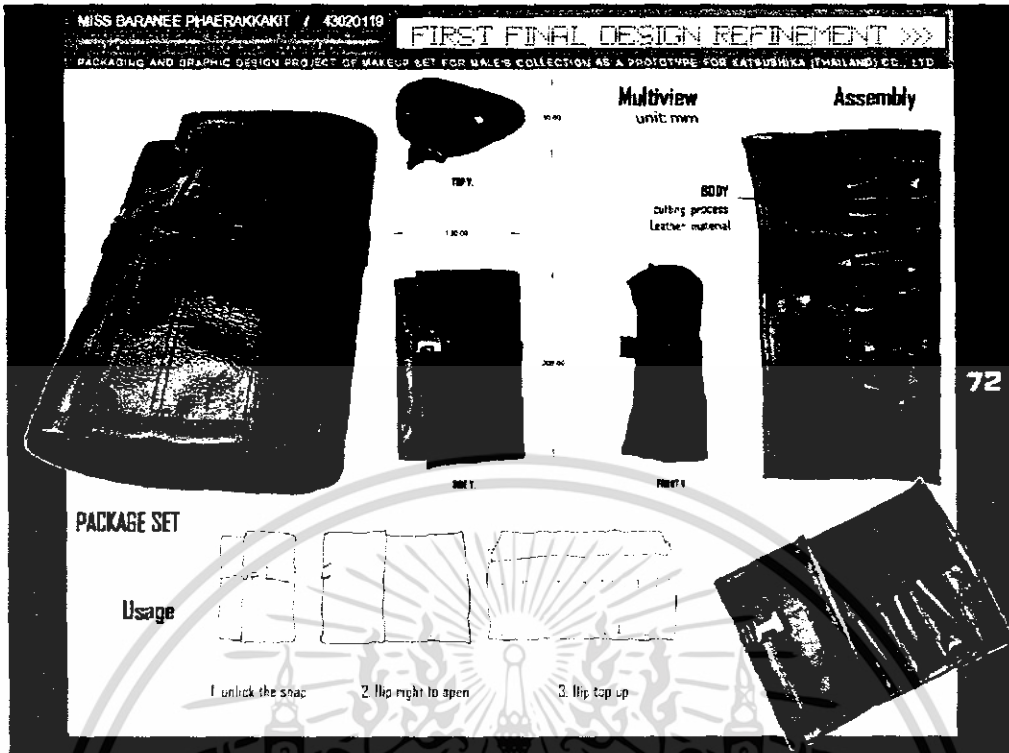 MISS BARANEE PHAERAKKAKIT / 43020119
FIRST FINAL DESIGN REFINEMENT >>>
PACKAGING AND GRAPHIC DESIGN PROJECT OF MAKEUP SET FOR MALE'S COLLECTION AS A PROTOTYPE FOR KATSUSHIKA (THAILAND) CO., LTD
Multiview
unit: mm
Assembly
TOP V.
BODY
cutting process
Leather material
130.00
SIDE V.
FRONT V.
72
PACKAGE SET
Usage
1. unlock the snap
2. flip right to open
3. flip top up